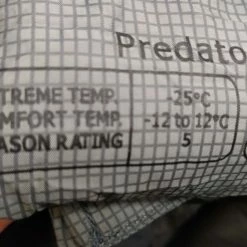 Predato
TREME TEMP. -25°C
MFORT TEMP. -12 to 12°C
ASON RATING 5